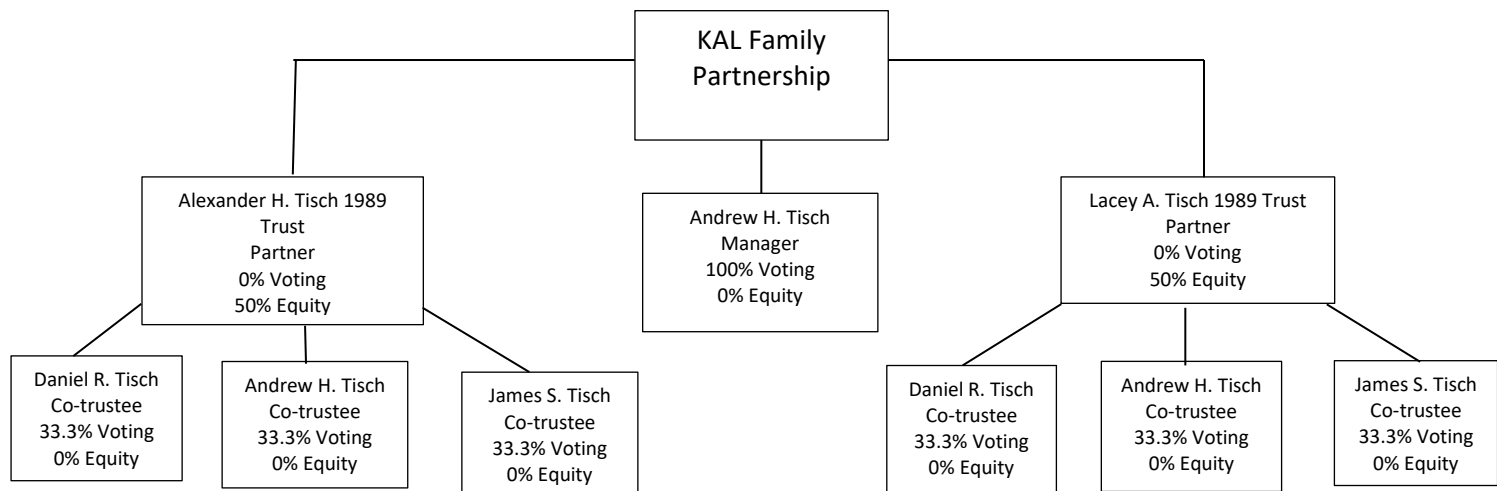 KAL Family
Partnership
Alexander H. Tisch 1989
Trust
Partner
0% Voting
50% Equity
Andrew H. Tisch
Manager
100% Voting
0% Equity
Lacey A. Tisch 1989 Trust
Partner
0% Voting
50% Equity
Daniel R. Tisch
Co-trustee
33.3% Voting
0% Equity
Andrew H. Tisch
Co-trustee
33.3% Voting
0% Equity
James S. Tisch
Co-trustee
33.3% Voting
0% Equity
Daniel R. Tisch
Co-trustee
33.3% Voting
0% Equity
Andrew H. Tisch
Co-trustee
33.3% Voting
0% Equity
James S. Tisch
Co-trustee
33.3% Voting
0% Equity